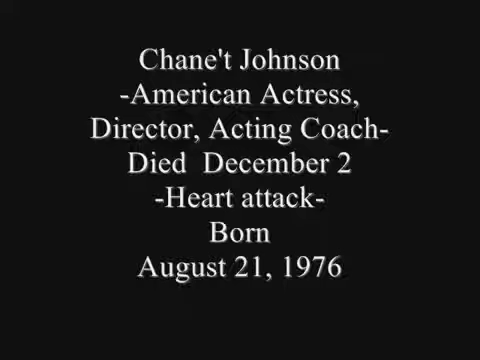 Chane't Johnson
-American Actress,
Director, Acting Coach-
Died  December 2
-Heart attack-
Born
August 21, 1976